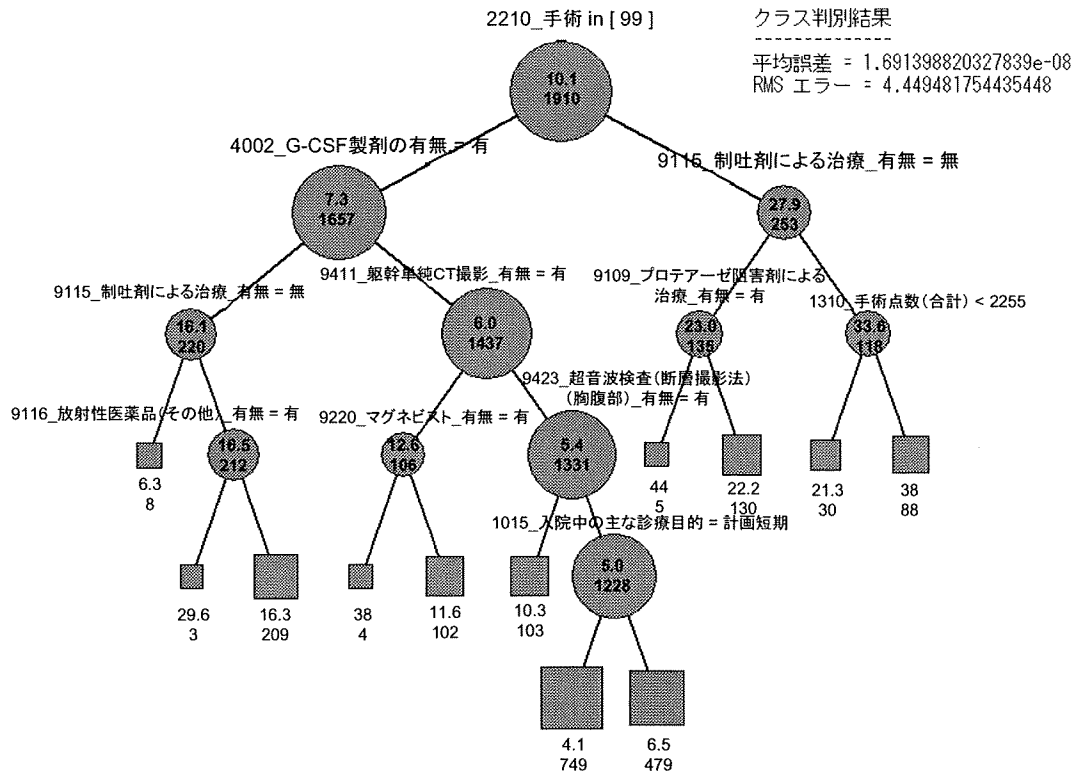 2210_手術 in [ 99 ]
クラス判別結果
--------------
平均誤差 = 1.691398820327839e-08
RMS エラー = 4.449481754435448
10.1
1910
4002_G-CSF製剤の有無 = 有
9115_制吐剤による治療_有無 = 無
7.3
1657
27.9
253
9115_制吐剤による治療_有無 = 無
9411_躯幹単純CT撮影_有無 = 有
9109_プロテアーゼ阻害剤による
治療_有無 = 有
1310_手術点数(合計) < 2255
16.1
220
6.0
1437
23.0
135
33.6
118
9116_放射性医薬品(その他)_有無 = 有
9220_マグネビスト_有無 = 有
9423_超音波検査(断層撮影法)
(胸腹部)_有無 = 有
6.3
8
16.5
212
12.6
106
5.4
1331
44
5
22.2
130
21.3
30
38
88
1015_入院中の主な診療目的 = 計画短期
29.6
3
16.3
209
38
4
11.6
102
10.3
103
5.0
1228
4.1
749
6.5
479